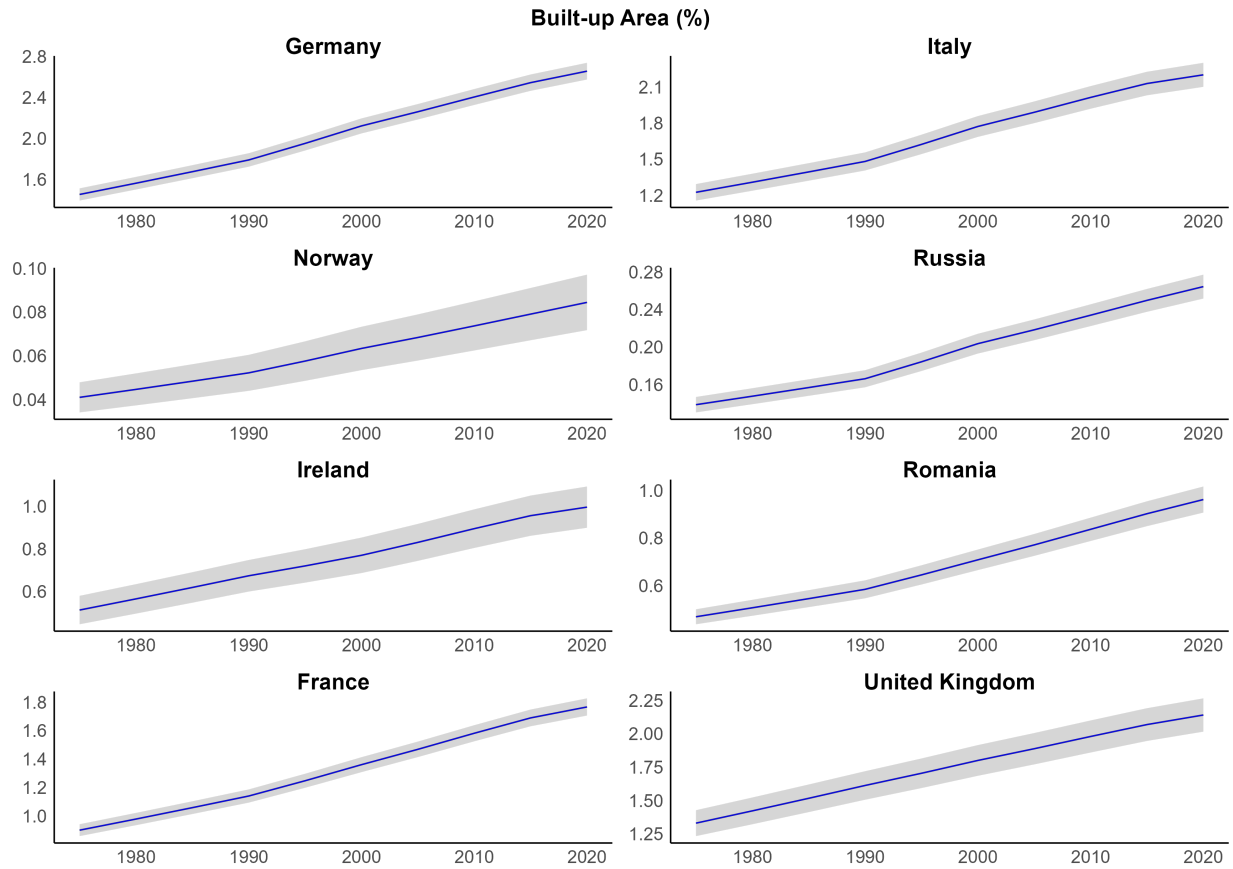 Built-up Area (%)
Germany
2.8
2.4
2.0
1.6
1980 1990 2000 2010 2020
Italy
2.1
1.8
1.5
1.2
1980 1990 2000 2010 2020
Norway
0.10
0.08
0.06
0.04
1980 1990 2000 2010 2020
Russia
0.28
0.24
0.20
0.16
1980 1990 2000 2010 2020
Ireland
1.0
0.8
0.6
1980 1990 2000 2010 2020
Romania
1.0
0.8
0.6
1980 1990 2000 2010 2020
France
1.8
1.6
1.4
1.2
1.0
1980 1990 2000 2010 2020
United Kingdom
2.25
2.00
1.75
1.50
1.25
1980 1990 2000 2010 2020